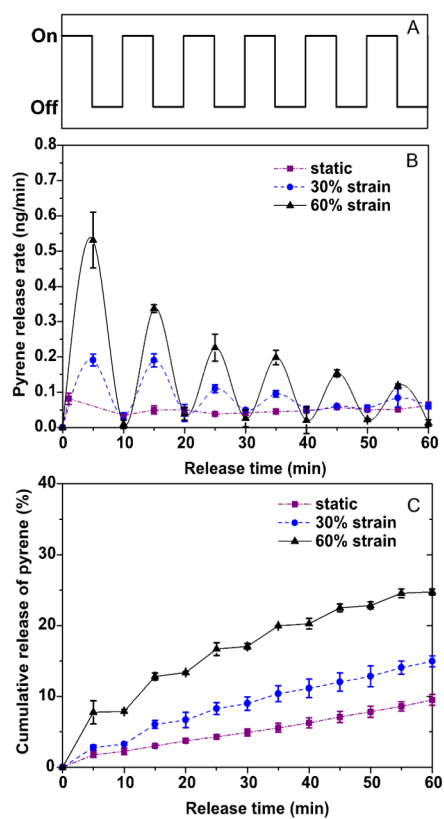 A
On
Off
B
0.8
0.7
0.6
0.5
0.4
0.3
0.2
0.1
0.0
Pyrene release rate (ng/min)
static
30% strain
60% strain
0 10 20 30 40 50 60
Release time (min)
C
40
30
20
10
0
Cumulative release of pyrene (%)
static
30% strain
60% strain
0 10 20 30 40 50 60
Release time (min)